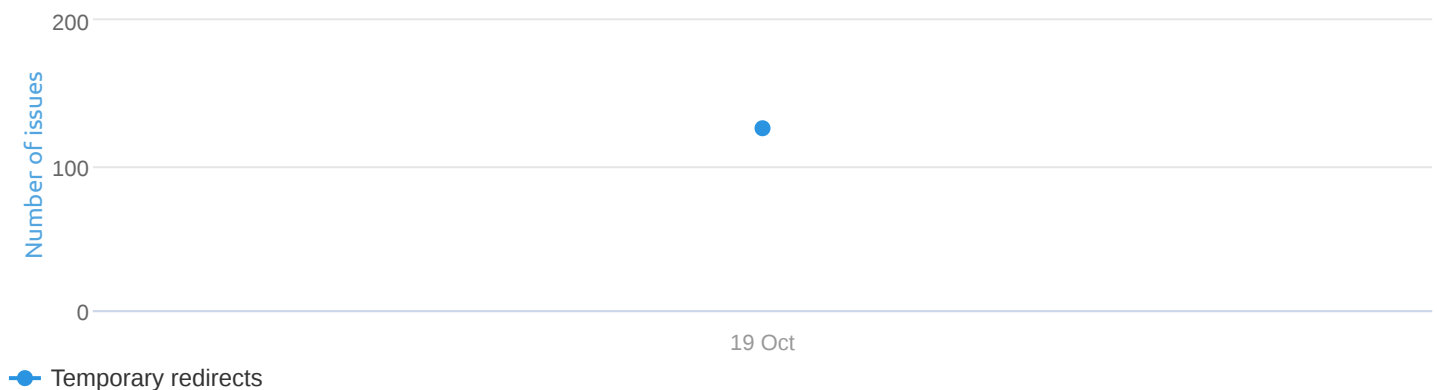 200
Number of issues
100
0
19 Oct
Temporary redirects